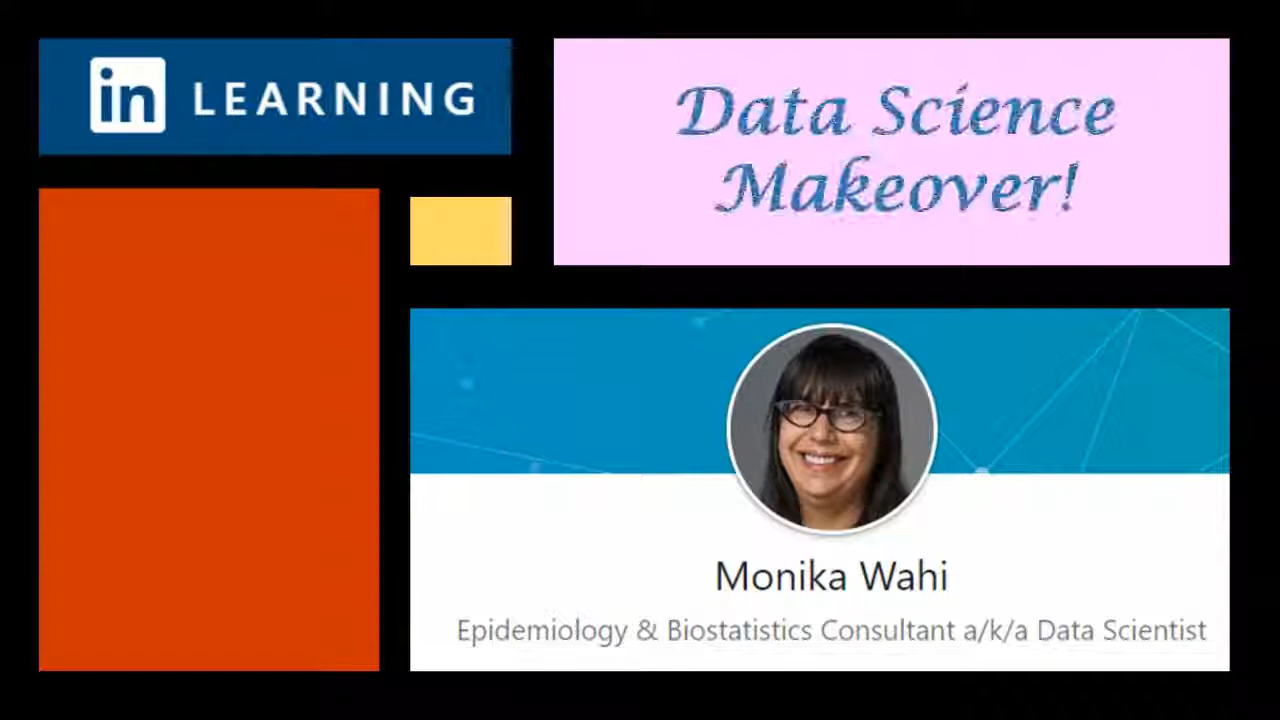 in LEARNING
Data Science
Makeover!
Monika Wahi
Epidemiology & Biostatistics Consultant a/k/a Data Scientist